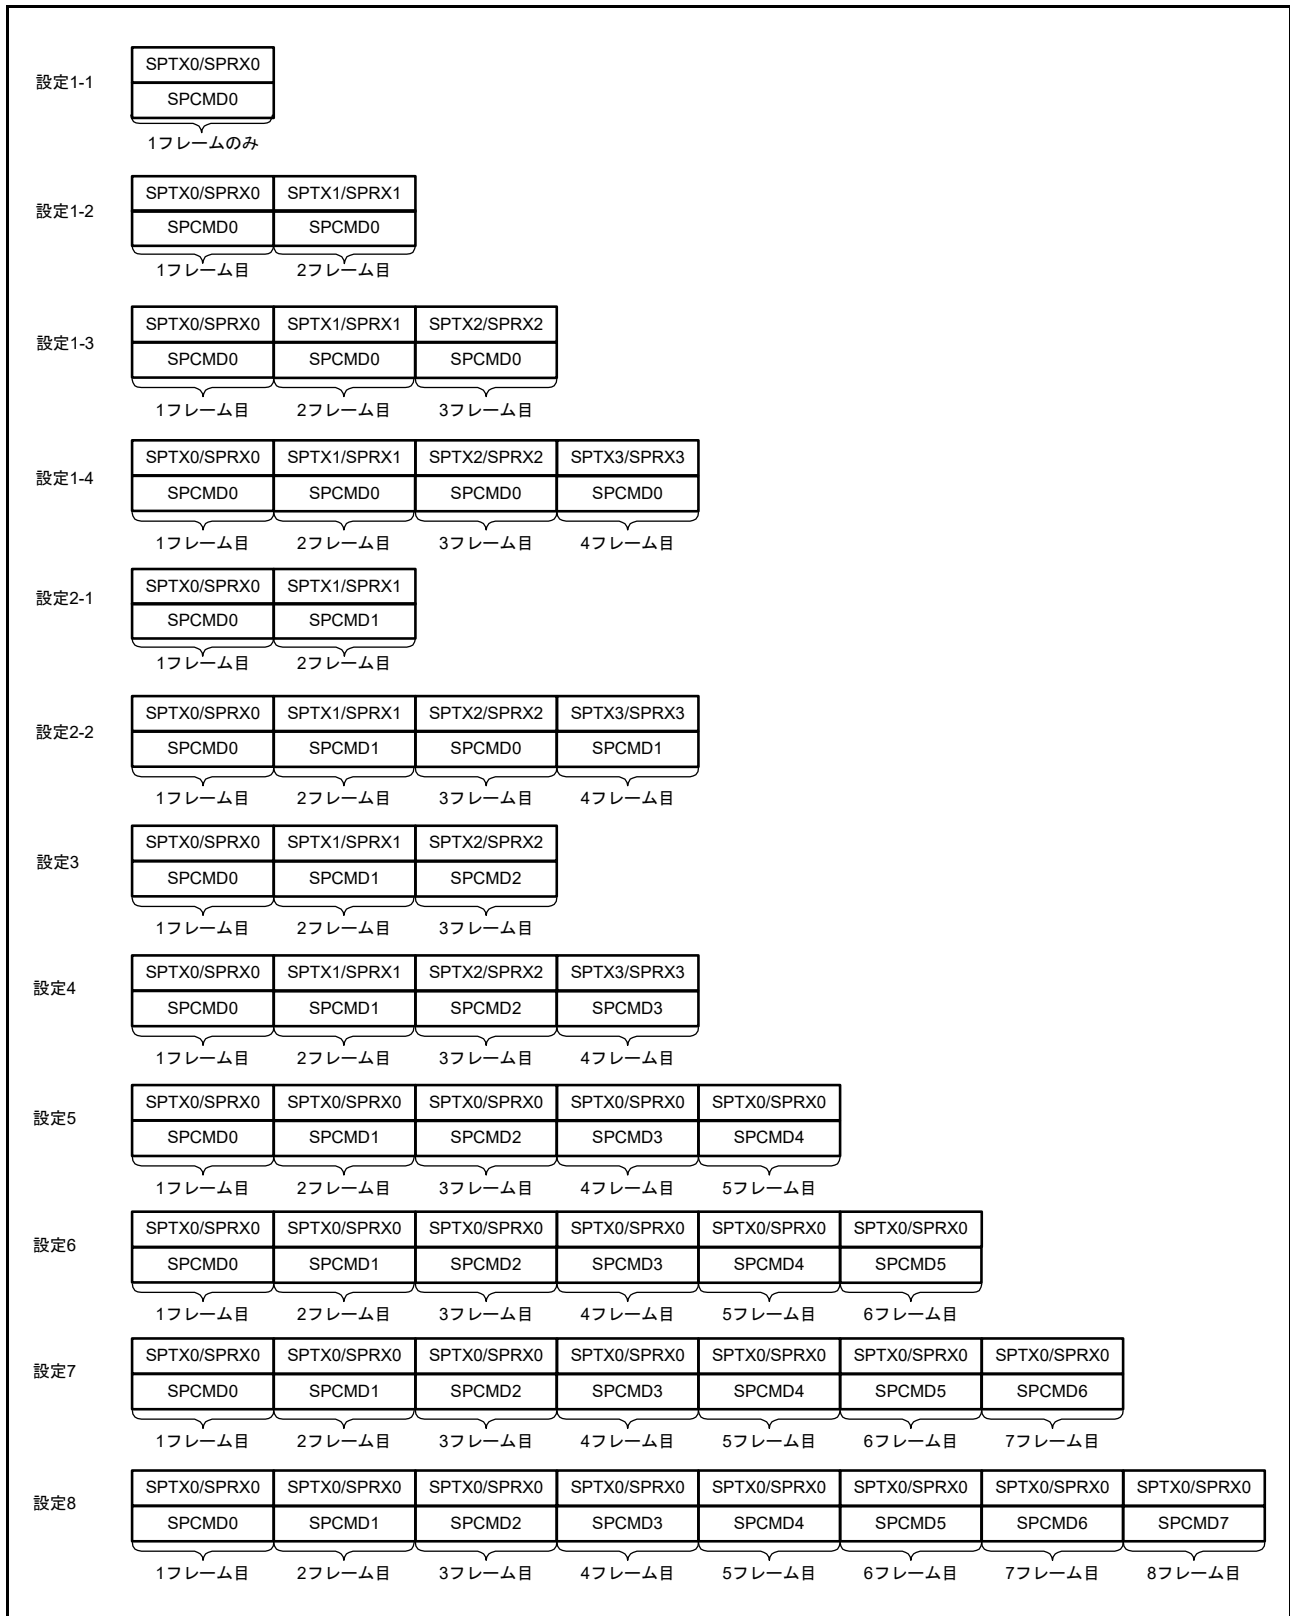 設定1-1
SPTX0/SPRX0
SPCMD0
1フレームのみ
設定1-2
SPTX0/SPRX0 SPTX1/SPRX1
SPCMD0 SPCMD0
1フレーム目 2フレーム目
設定1-3
SPTX0/SPRX0 SPTX1/SPRX1 SPTX2/SPRX2
SPCMD0 SPCMD0 SPCMD0
1フレーム目 2フレーム目 3フレーム目
設定1-4
SPTX0/SPRX0 SPTX1/SPRX1 SPTX2/SPRX2 SPTX3/SPRX3
SPCMD0 SPCMD0 SPCMD0 SPCMD0
1フレーム目 2フレーム目 3フレーム目 4フレーム目
設定2-1
SPTX0/SPRX0 SPTX1/SPRX1
SPCMD0 SPCMD1
1フレーム目 2フレーム目
設定2-2
SPTX0/SPRX0 SPTX1/SPRX1 SPTX2/SPRX2 SPTX3/SPRX3
SPCMD0 SPCMD1 SPCMD0 SPCMD1
1フレーム目 2フレーム目 3フレーム目 4フレーム目
設定3
SPTX0/SPRX0 SPTX1/SPRX1 SPTX2/SPRX2
SPCMD0 SPCMD1 SPCMD2
1フレーム目 2フレーム目 3フレーム目
設定4
SPTX0/SPRX0 SPTX1/SPRX1 SPTX2/SPRX2 SPTX3/SPRX3
SPCMD0 SPCMD1 SPCMD2 SPCMD3
1フレーム目 2フレーム目 3フレーム目 4フレーム目
設定5
SPTX0/SPRX0 SPTX0/SPRX0 SPTX0/SPRX0 SPTX0/SPRX0 SPTX0/SPRX0
SPCMD0 SPCMD1 SPCMD2 SPCMD3 SPCMD4
1フレーム目 2フレーム目 3フレーム目 4フレーム目 5フレーム目
設定6
SPTX0/SPRX0 SPTX0/SPRX0 SPTX0/SPRX0 SPTX0/SPRX0 SPTX0/SPRX0 SPTX0/SPRX0
SPCMD0 SPCMD1 SPCMD2 SPCMD3 SPCMD4 SPCMD5
1フレーム目 2フレーム目 3フレーム目 4フレーム目 5フレーム目 6フレーム目
設定7
SPTX0/SPRX0 SPTX0/SPRX0 SPTX0/SPRX0 SPTX0/SPRX0 SPTX0/SPRX0 SPTX0/SPRX0 SPTX0/SPRX0
SPCMD0 SPCMD1 SPCMD2 SPCMD3 SPCMD4 SPCMD5 SPCMD6
1フレーム目 2フレーム目 3フレーム目 4フレーム目 5フレーム目 6フレーム目 7フレーム目
設定8
SPTX0/SPRX0 SPTX0/SPRX0 SPTX0/SPRX0 SPTX0/SPRX0 SPTX0/SPRX0 SPTX0/SPRX0 SPTX0/SPRX0 SPTX0/SPRX0
SPCMD0 SPCMD1 SPCMD2 SPCMD3 SPCMD4 SPCMD5 SPCMD6 SPCMD7
1フレーム目 2フレーム目 3フレーム目 4フレーム目 5フレーム目 6フレーム目 7フレーム目 8フレーム目